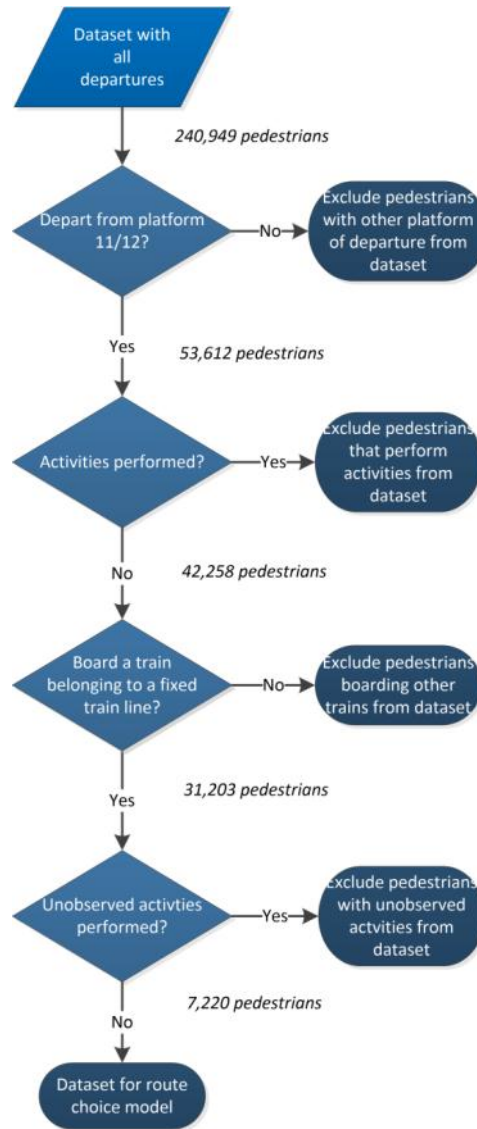 Dataset with
all
departures
240,949 pedestrians
Depart from platform
11/12?
No
Exclude pedestrians
with other platform
of departure from
dataset
Yes
53,612 pedestrians
Activities performed?
Yes
Exclude pedestrians
that perform
activities from
dataset
No
42,258 pedestrians
Board a train
belonging to a fixed
train line?
No
Exclude pedestrians
boarding other
trains from dataset
Yes
31,203 pedestrians
Unobserved activties
performed?
Yes
Exclude pedestrians
with unobserved
actvities from
dataset
7,220 pedestrians
No
Dataset for route
choice model